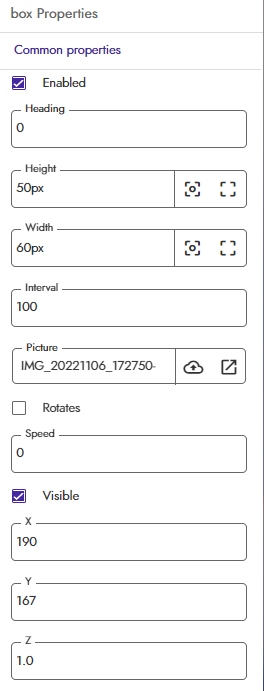 box Properties
Common properties
Enabled
Heading
0
Height
50px
Width
60px
Interval
100
Picture
IMG_20221106_172750-
Rotates
Speed
0
Visible
X
190
Y
167
Z
1.0